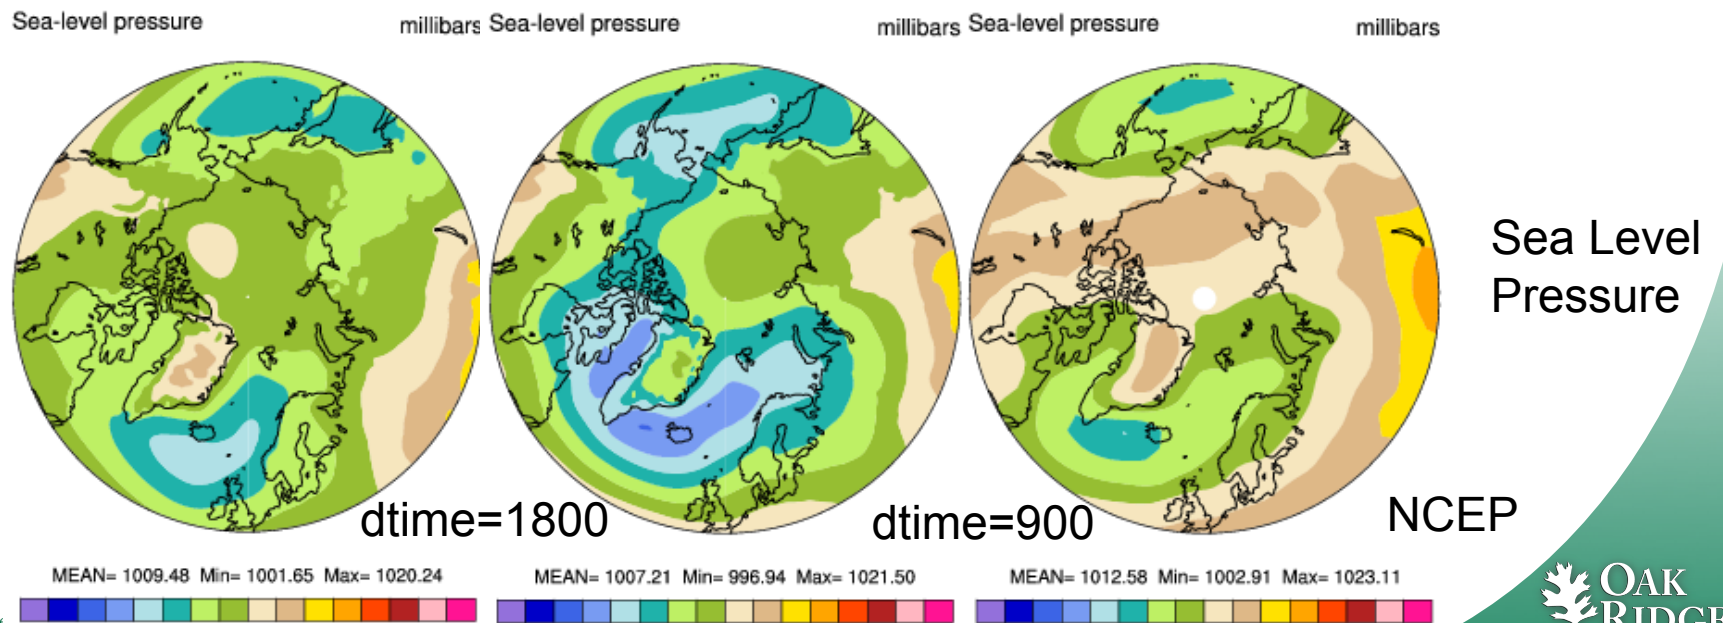 Sea-level pressure millibars Sea-level pressure millibars Sea-level pressure millibars
Sea Level
Pressure
dtime=1800 dtime=900 NCEP
MEAN= 1009.48 Min= 1001.65 Max= 1020.24 MEAN= 1007.21 Min= 996.94 Max= 1021.50 MEAN= 1012.58 Min= 1002.91 Max= 1023.11
OAK
RIDGE